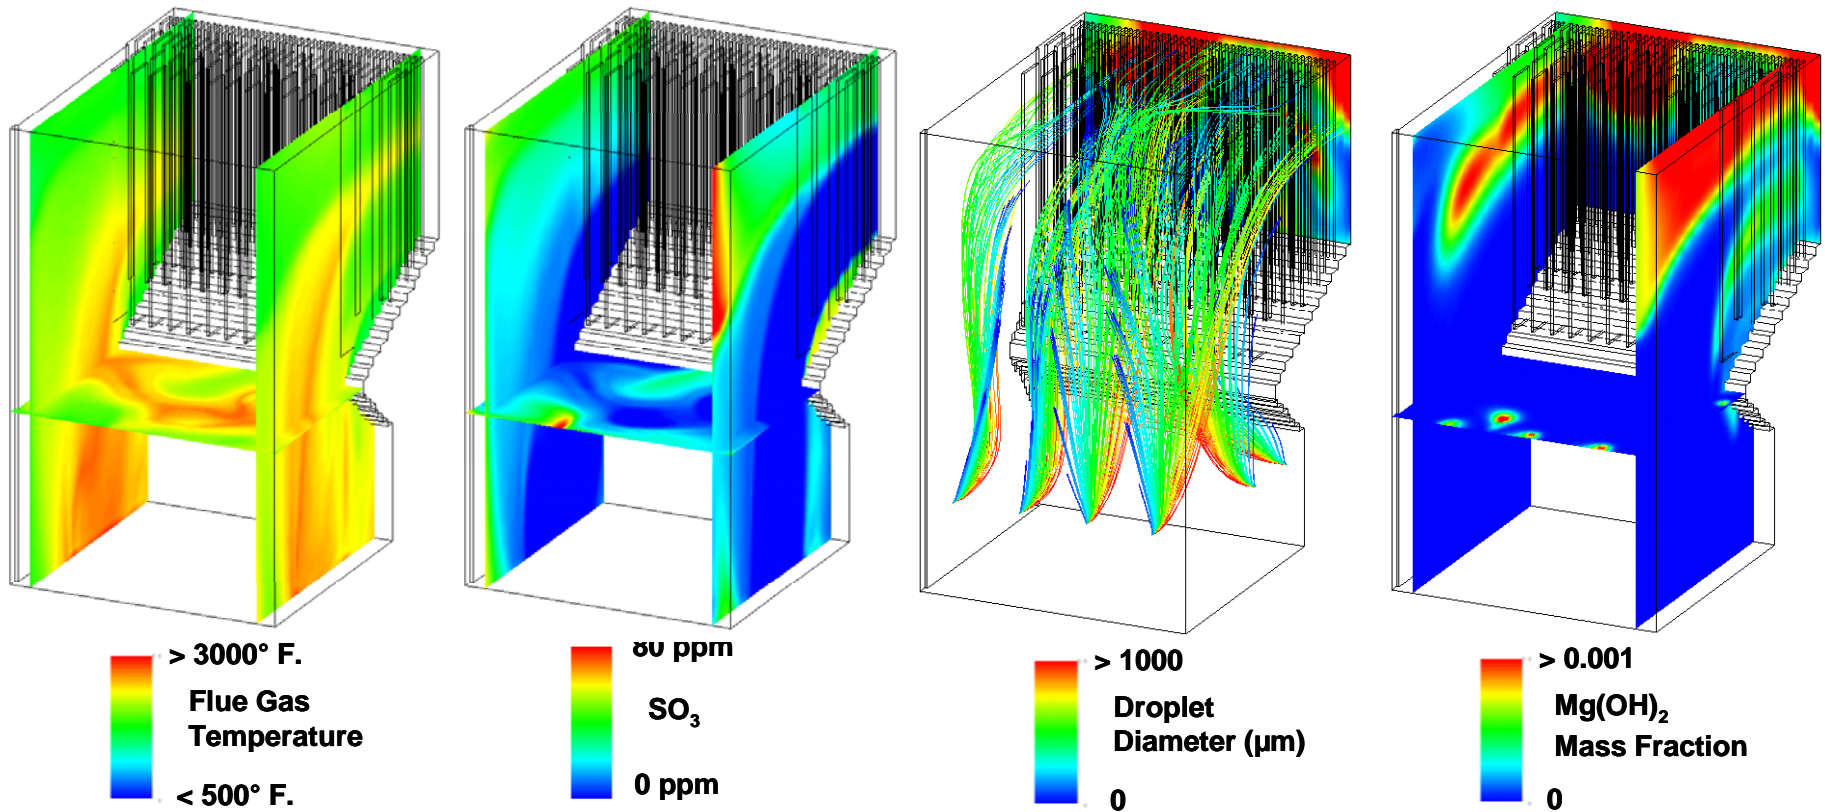 > 3000° F.
Flue Gas
Temperature
< 500° F.
80 ppm
SO₃
0 ppm
> 1000
Droplet
Diameter (µm)
0
> 0.001
Mg(OH)₂
Mass Fraction
0